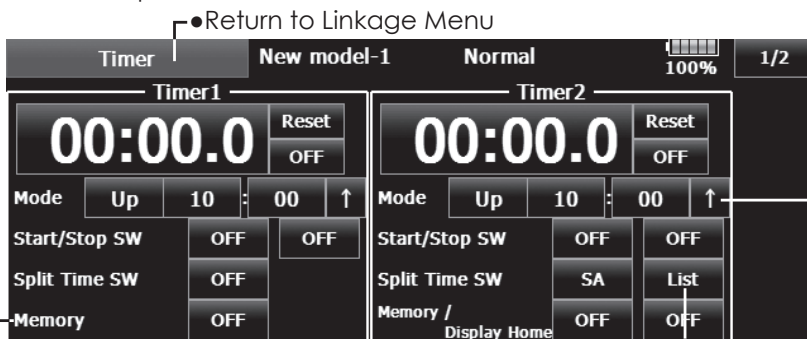 ●Return to Linkage Menu
Timer New model-1 Normal 100% 1/2
Timer1
00:00.0 Reset
OFF
Mode Up 10 : 00 ↑
Start/Stop SW OFF OFF
Split Time SW OFF
Memory OFF
Timer2
00:00.0 Reset
OFF
Mode Up 10 : 00 ↑
Start/Stop SW OFF OFF
Split Time SW SA List
Memory /
Display Home OFF OFF